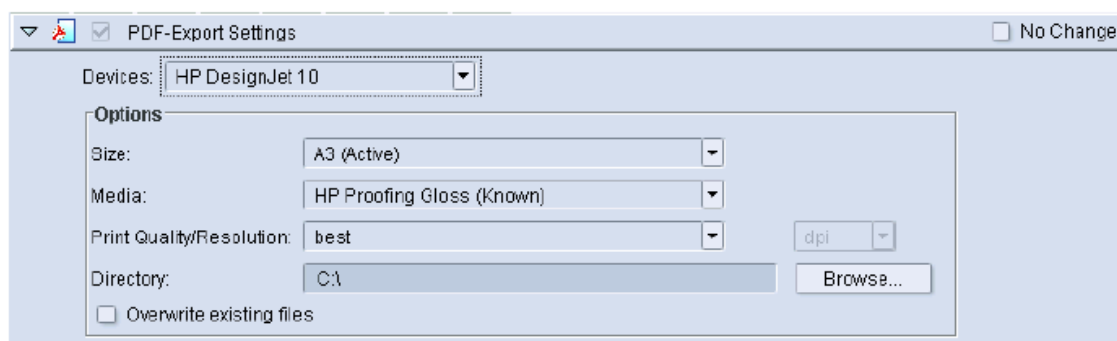 PDF-Export Settings No Change
Devices: HP DesignJet 10
Options
Size: A3 (Active)
Media: HP Proofing Gloss (Known)
Print Quality/Resolution: best dpi
Directory: C:\ Browse...
Overwrite existing files